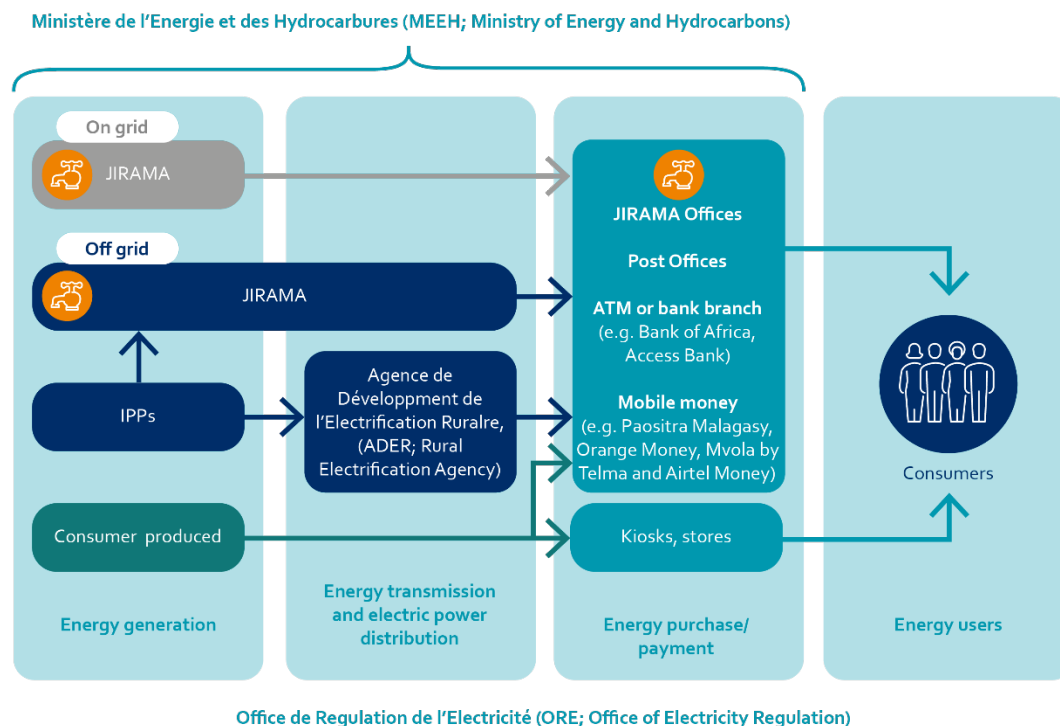 Ministère de l'Energie et des Hydrocarbures (MEEH; Ministry of Energy and Hydrocarbons)
On grid
JIRAMA
Off grid
JIRAMA
IPPs
Agence de
Développment de
l'Electrification Ruralre,
(ADER; Rural
Electrification Agency)
Consumer produced
JIRAMA Offices
Post Offices
ATM or bank branch
(e.g. Bank of Africa,
Access Bank)
Mobile money
(e.g. Paositra Malagasy,
Orange Money, Mvola by
Telma and Airtel Money)
Kiosks, stores
Consumers
Energy generation
Energy transmission
and electric power
distribution
Energy purchase/
payment
Energy users
Office de Regulation de l'Electricité (ORE; Office of Electricity Regulation)